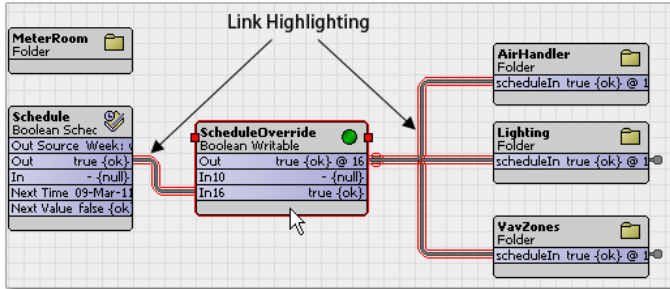 Link Highlighting
MeterRoom
Folder
Schedule
Boolean Sched
Out Source Week:
Out true {ok}
In - {null}
Next Time 09-Mar-11
Next Value false {ok
ScheduleOverride
Boolean Writable
Out true {ok} @ 16
In10 - {null}
In16 true {ok}
AirHandler
Folder
scheduleIn true {ok} @ 1
Lighting
Folder
scheduleIn true {ok} @ 1
VavZones
Folder
scheduleIn true {ok} @ 1